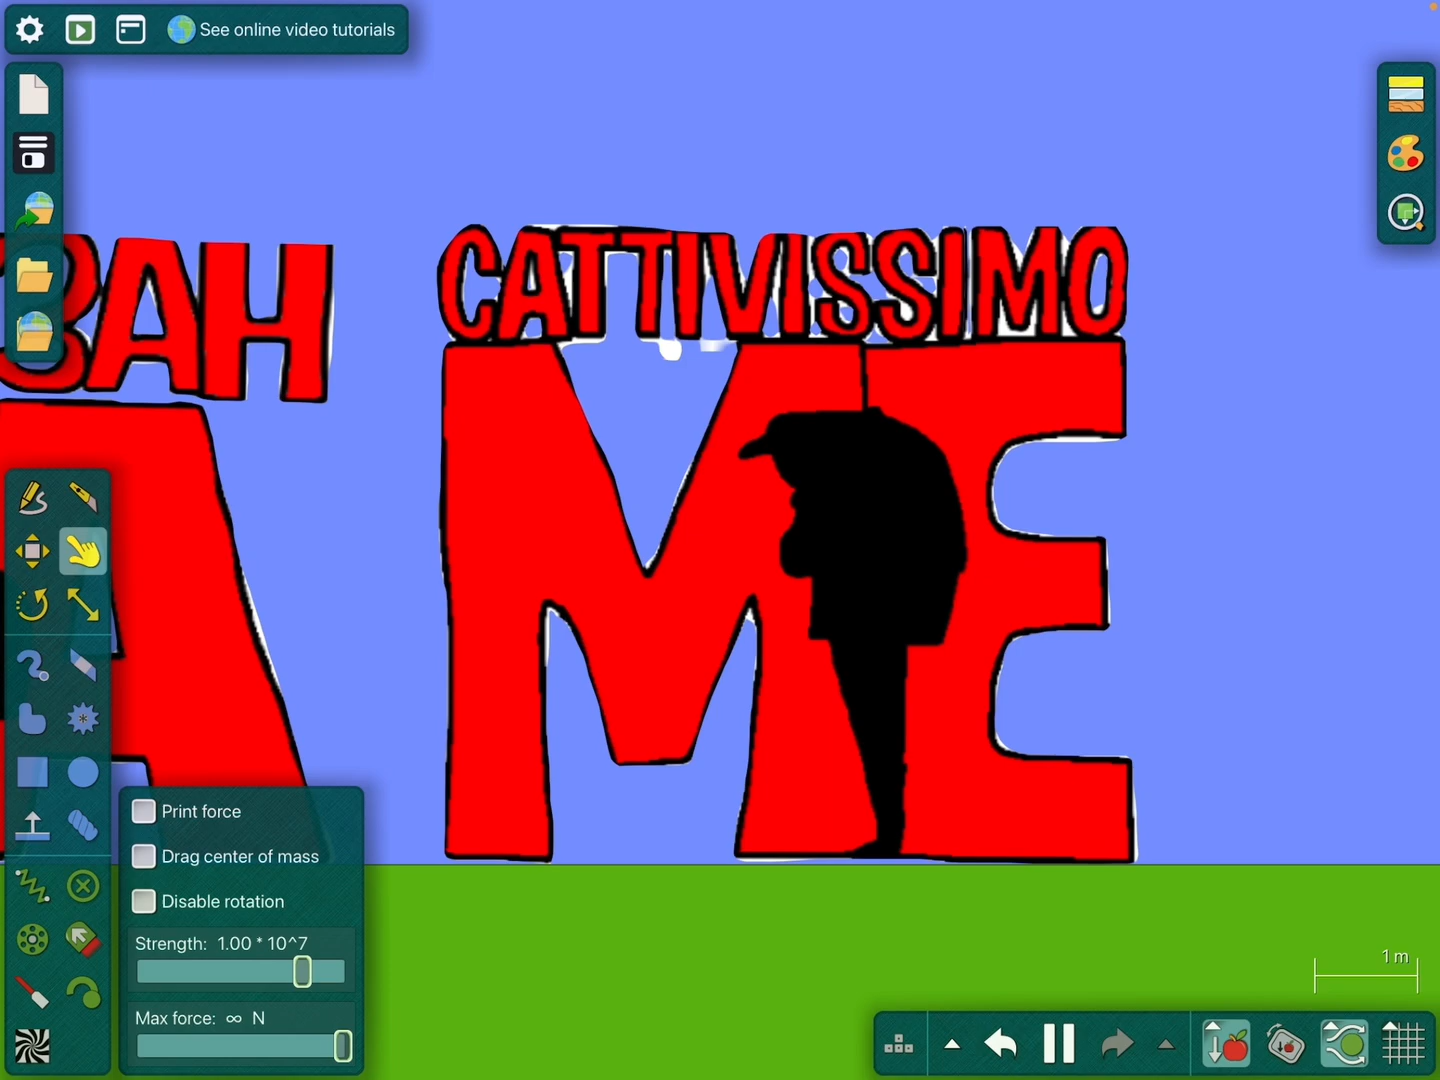 See online video tutorials
BAH
CATTIVISSIMO
A
ME
Print force
Drag center of mass
Disable rotation
Strength: 1.00 * 10^7
Max force: ∞ N
1 m